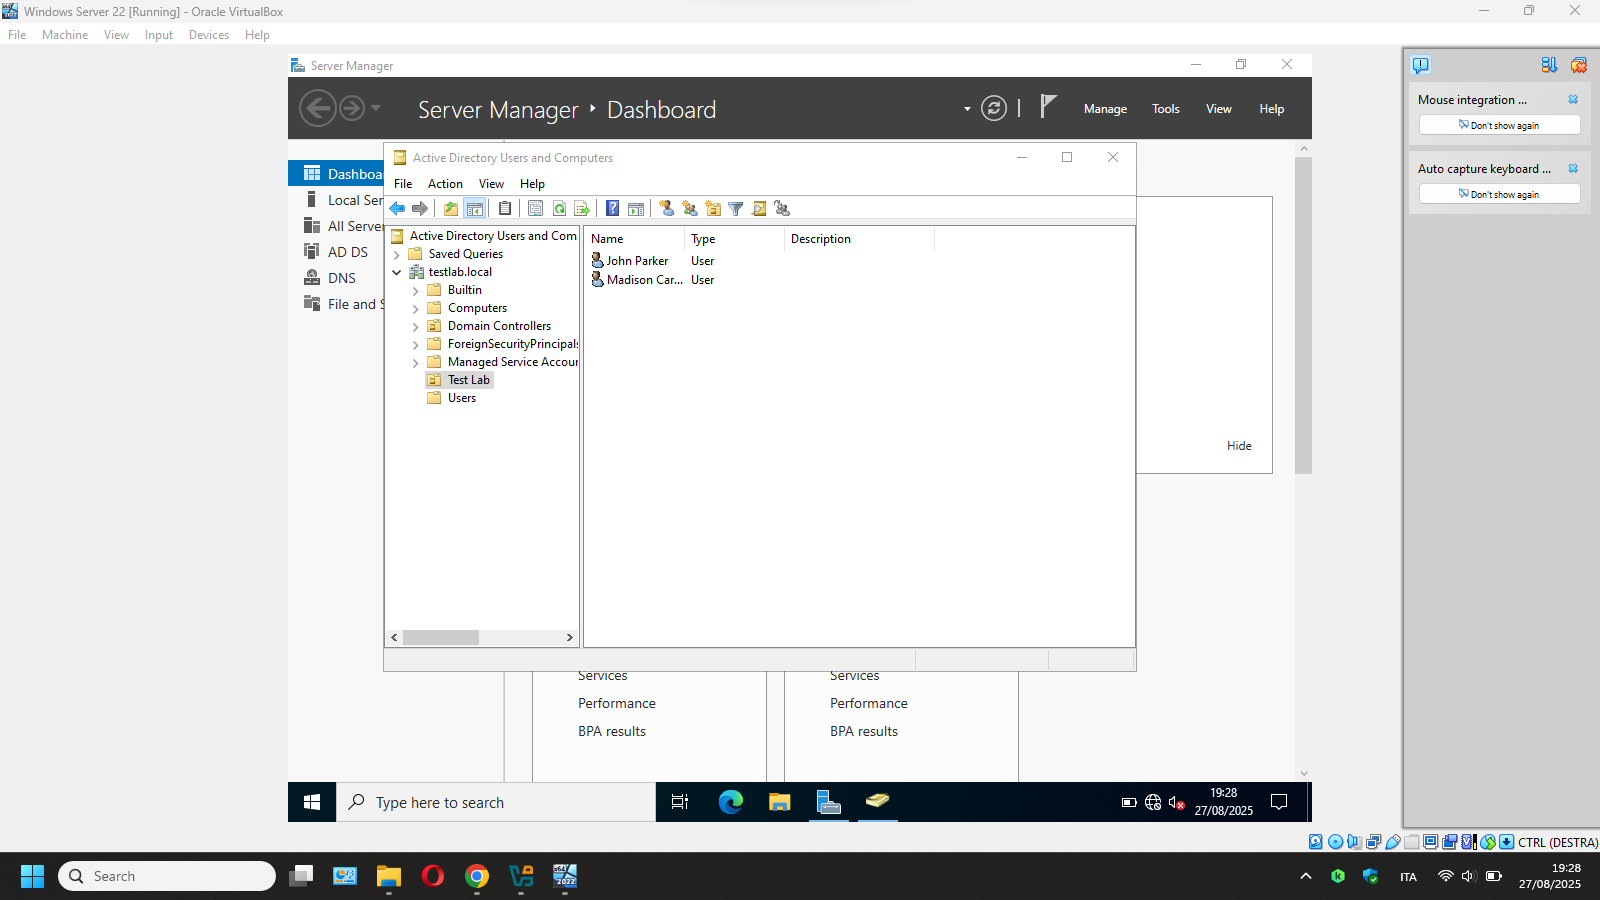 Windows Server 22 [Running] - Oracle VirtualBox
File Machine View Input Devices Help
Server Manager
Server Manager Dashboard
Manage Tools View Help
Dashboa
Local Ser
All Server
AD DS
DNS
File and S
Active Directory Users and Computers
File Action View Help
Active Directory Users and Com
Saved Queries
testlab.local
Builtin
Computers
Domain Controllers
ForeignSecurityPrincipals
Managed Service Accour
Test Lab
Users
Name Type Description
John Parker User
Madison Car... User
Hide
Services
Performance
BPA results
Services
Performance
BPA results
Type here to search
19:28
27/08/2025
Mouse integration ...
Don't show again
Auto capture keyboard ...
Don't show again
CTRL (DESTRA)
Search
ITA
19:28
27/08/2025